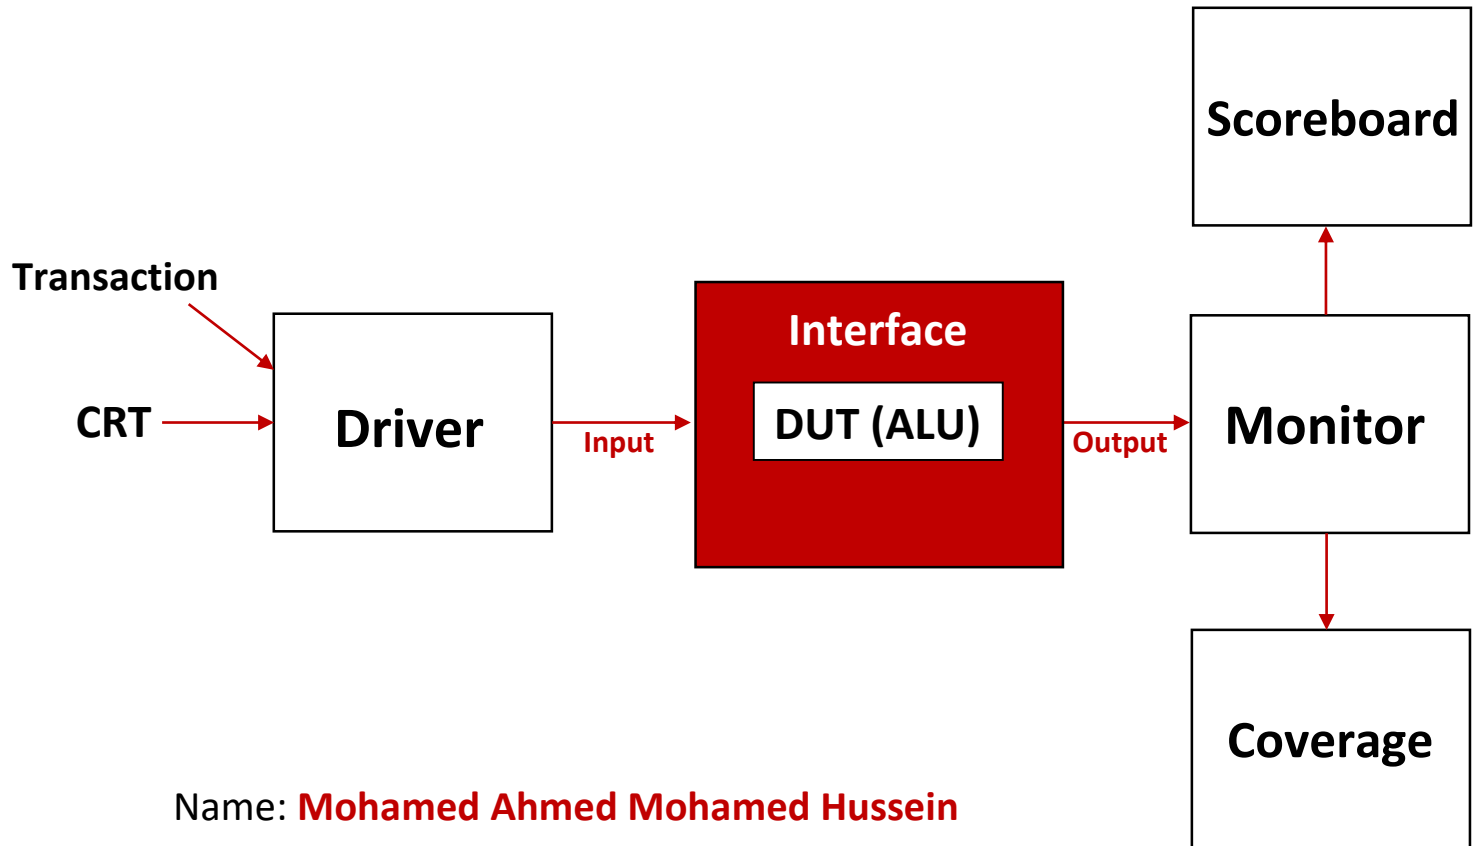 Scoreboard
Transaction
Interface
CRT
Driver
Input
DUT (ALU)
Output
Monitor
Coverage
Name: Mohamed Ahmed Mohamed Hussein